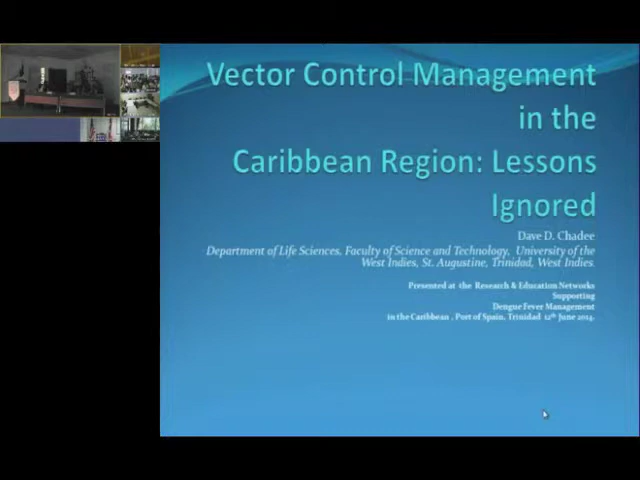 Vector Control Management
in the
Caribbean Region: Lessons
Ignored
Dave D. Chadee
Department of Life Sciences, Faculty of Science and Technology, University of the
West Indies, St. Augustine, Trinidad, West Indies.
Presented at the Research & Education Networks
Supporting
Dengue Fever Management
in the Caribbean , Port of Spain, Trinidad 12th June 2014.